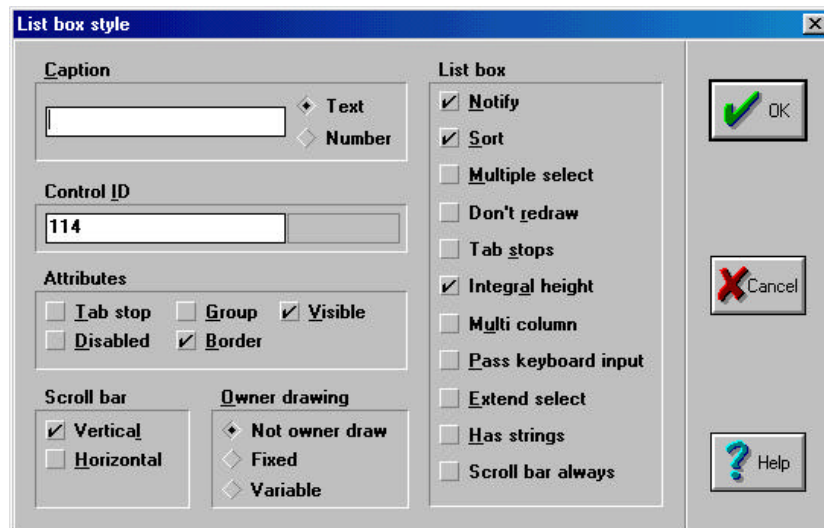 List box style
Caption
Text
Number
Control ID
114
Attributes
Tab stop Group Visible
Disabled Border
Scroll bar
Vertical
Horizontal
Owner drawing
Not owner draw
Fixed
Variable
List box
Notify
Sort
Multiple select
Don't redraw
Tab stops
Integral height
Multi column
Pass keyboard input
Extend select
Has strings
Scroll bar always
OK
Cancel
Help